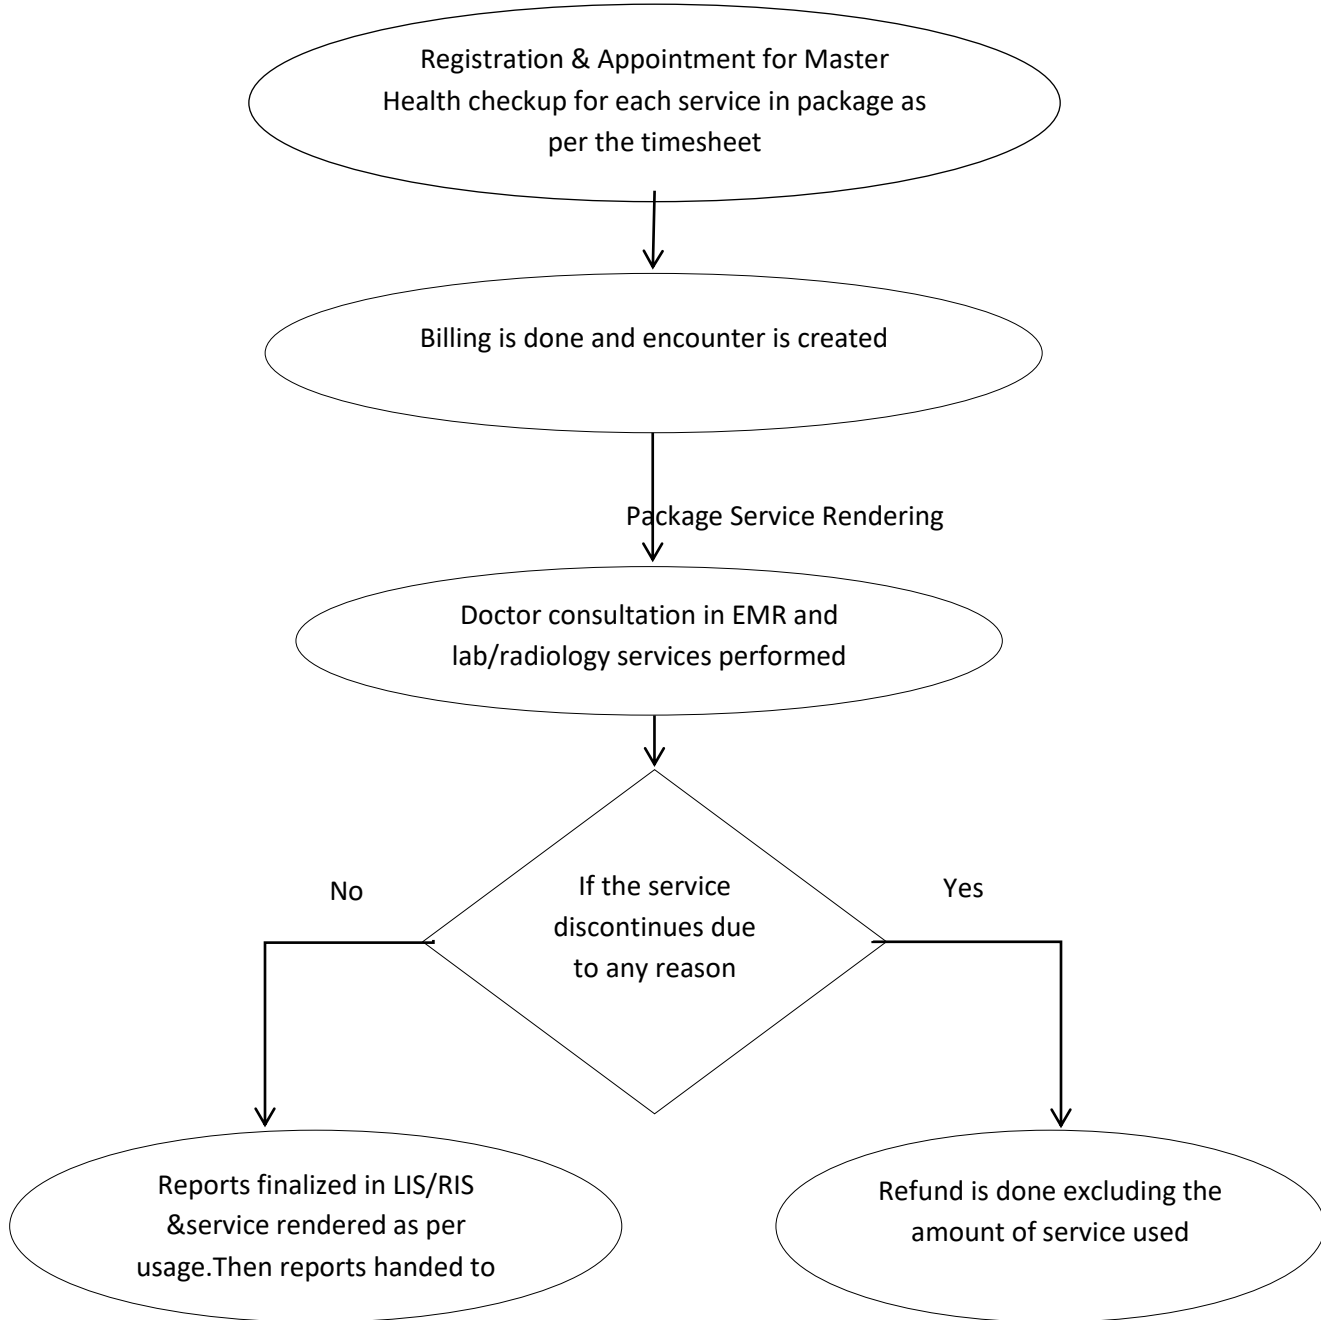 Registration & Appointment for Master
Health checkup for each service in package as
per the timesheet
Billing is done and encounter is created
Package Service Rendering
Doctor consultation in EMR and
lab/radiology services performed
If the service
discontinues due
to any reason
No
Yes
Reports finalized in LIS/RIS
&service rendered as per
usage.Then reports handed to
Refund is done excluding the
amount of service used